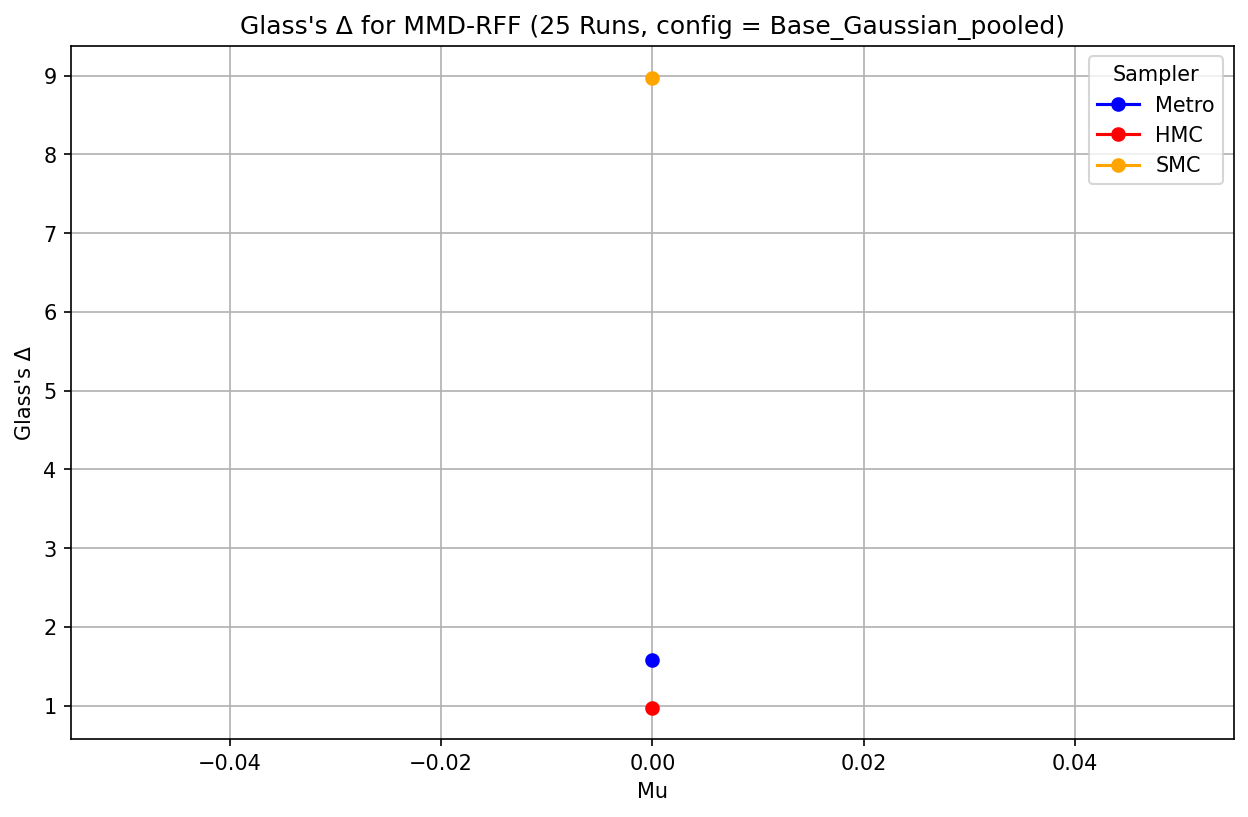 Glass's Δ for MMD-RFF (25 Runs, config = Base_Gaussian_pooled)
Sampler
Metro
HMC
SMC
Glass's Δ
9
8
7
6
5
4
3
2
1
−0.04
−0.02
0.00
0.02
0.04
Mu